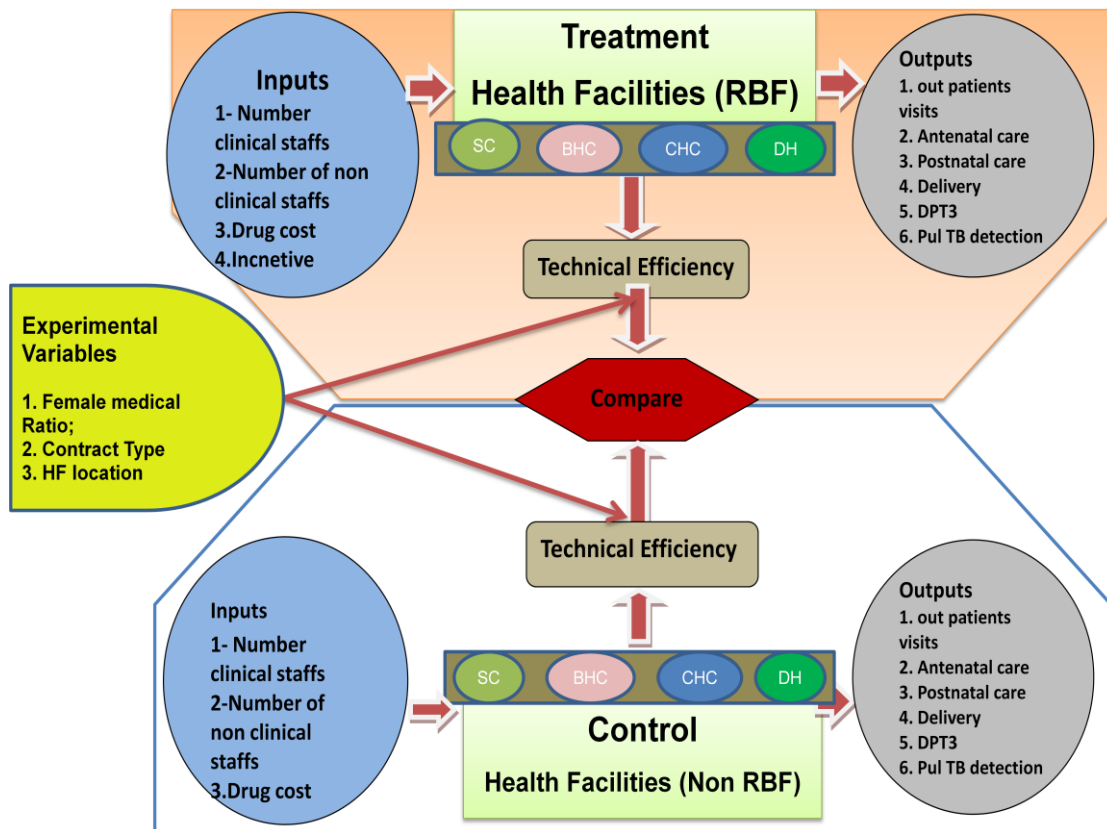 Inputs
1- Number
clinical staffs
2-Number of non
clinical staffs
3.Drug cost
4.Incnetive
Treatment
Health Facilities (RBF)
SC
BHC
CHC
DH
Outputs
1. out patients
visits
2. Antenatal care
3. Postnatal care
4. Delivery
5. DPT3
6. Pul TB detection
Technical Efficiency
Experimental
Variables
1. Female medical
Ratio;
2. Contract Type
3. HF location
Compare
Technical Efficiency
Inputs
1- Number
clinical staffs
2-Number of
non clinical
staffs
3.Drug cost
SC
BHC
CHC
DH
Control
Health Facilities (Non RBF)
Outputs
1. out patients
visits
2. Antenatal care
3. Postnatal care
4. Delivery
5. DPT3
6. Pul TB detection